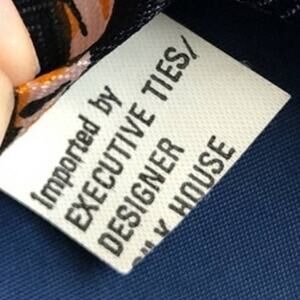 Imported by
EXECUTIVE TIES/
DESIGNER
HOUSE